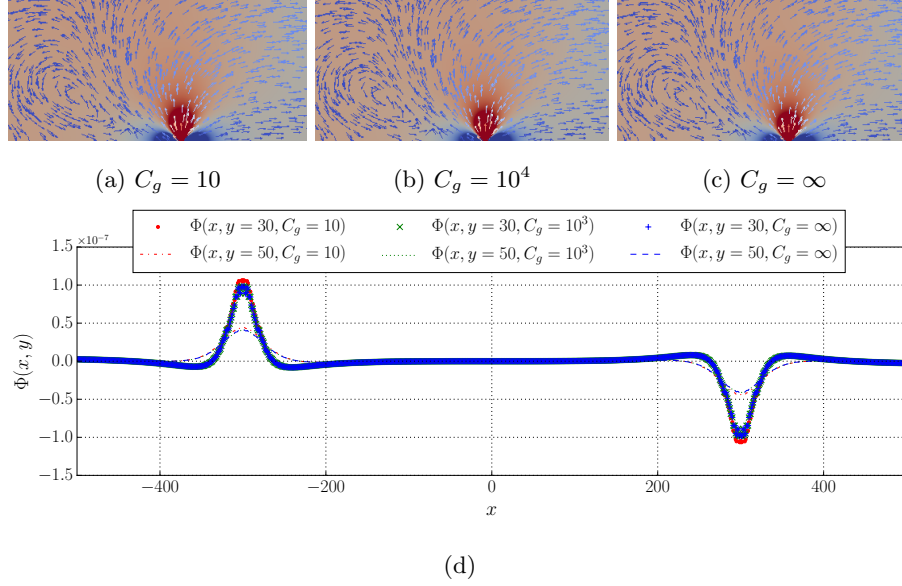 (a) C_g = 10 (b) C_g = 10^4 (c) C_g = ∞
Φ(x, y = 30, C_g = 10) Φ(x, y = 30, C_g = 10^3) Φ(x, y = 30, C_g = ∞)
Φ(x, y = 50, C_g = 10) Φ(x, y = 50, C_g = 10^3) Φ(x, y = 50, C_g = ∞)
×10^{-7}
1.5
1.0
0.5
0.0
−0.5
−1.0
−1.5
Φ(x, y)
−400 −200 0 200 400
x
(d)